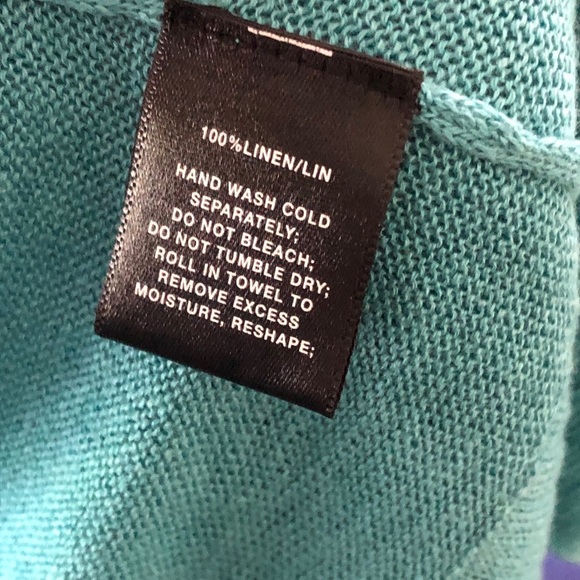 100%LINEN/LIN
HAND WASH COLD
SEPARATELY;
DO NOT BLEACH;
DO NOT TUMBLE DRY;
ROLL IN TOWEL TO
REMOVE EXCESS
MOISTURE, RESHAPE;